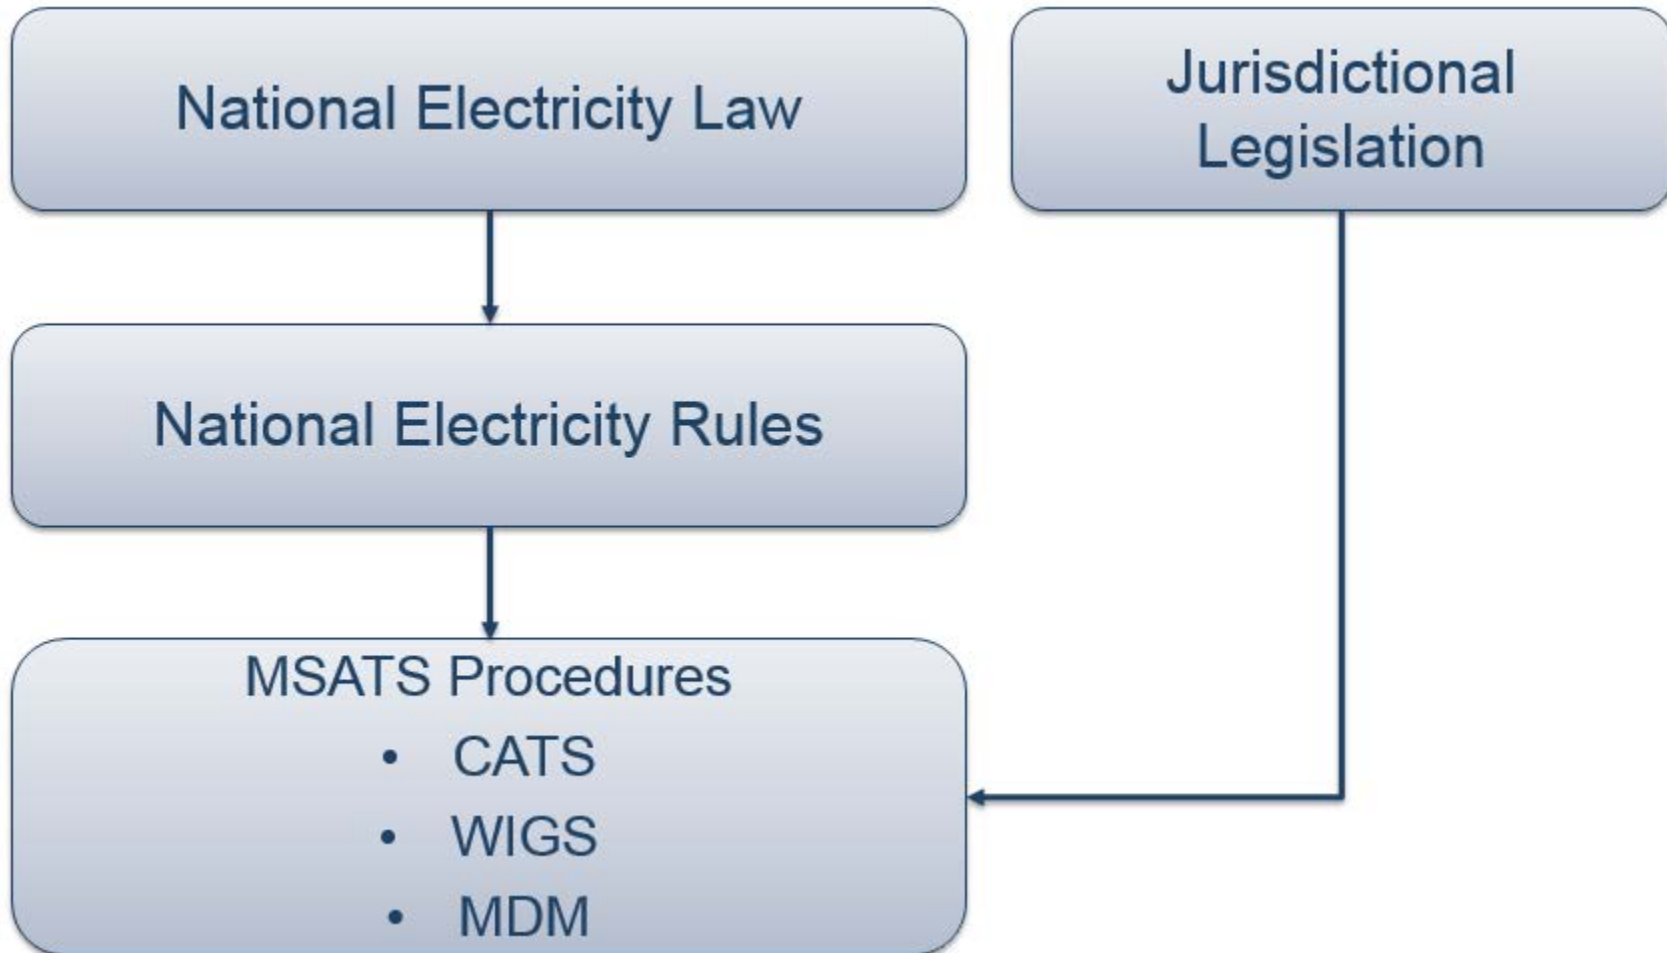 National Electricity Law
Jurisdictional
Legislation
National Electricity Rules
MSATS Procedures
• CATS
• WIGS
• MDM